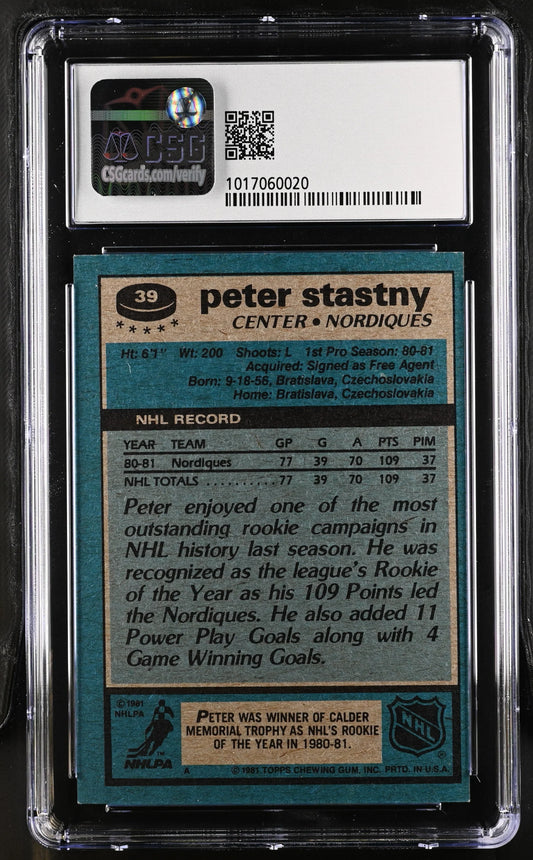 CSG
CSGcards.com/verify
1017060020
39
★★★★★
peter stastny
CENTER • NORDIQUES
Ht: 6'1" Wt: 200 Shoots: L 1st Pro Season: 80-81
Acquired: Signed as Free Agent
Born: 9-18-56, Bratislava, Czechoslovakia
Home: Bratislava, Czechoslovakia
NHL RECORD
YEAR TEAM GP G A PTS PIM
80-81 Nordiques 77 39 70 109 37
NHL TOTALS ..........77 39 70 109 37
Peter enjoyed one of the most
outstanding rookie campaigns in
NHL history last season. He was
recognized as the league's Rookie
of the Year as his 109 Points led
the Nordiques. He also added 11
Power Play Goals along with 4
Game Winning Goals.
© 1981
NHLPA
TM
NHLPA
PETER WAS WINNER OF CALDER
MEMORIAL TROPHY AS NHL'S ROOKIE
OF THE YEAR IN 1980-81.
NHL
®
A © 1981 TOPPS CHEWING GUM, INC. PRTD. IN U.S.A.